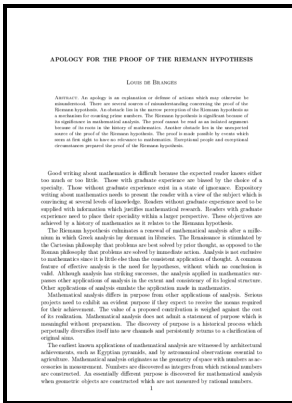 APOLOGY FOR THE PROOF OF THE RIEMANN HYPOTHESIS
Louis de Branges
Abstract. An apology is an explanation or defense of actions which may otherwise be
misunderstood. There are several sources of misunderstanding concerning the proof of the
Riemann hypothesis. An obstacle lies in the narrow perception of the Riemann hypothesis as
a mechanism for counting prime numbers. The Riemann hypothesis is significant because of
its significance in mathematical analysis. The proof cannot be read as an isolated argument
because of its roots in the history of mathematics. Another obstacle lies in the unexpected
source of the proof of the Riemann hypothesis. The proof is made possible by events which
seem at first sight to have no relevance to mathematics. Exceptional people and exceptional
circumstances prepared the proof of the Riemann hypothesis.
Good writing about mathematics is difficult because the expected reader knows either
too much or too little. Those with graduate experience are biased by the choice of a
specialty. Those without graduate experience exist in a state of ignorance. Expository
writing about mathematics needs to present the reader with a view of the subject which is
convincing at several levels of knowledge. Readers without graduate experience need to be
supplied with information which justifies mathematical research. Readers with graduate
experience need to place their speciality within a larger perspective. These objectives are
achieved by a history of mathematics as it relates to the Riemann hypothesis.
The Riemann hypothesis culminates a renewal of mathematical analysis after a millennium
in which Greek analysis lay dormant in libraries. The Renaissance is stimulated by
the Cartesian philosophy that problems are best solved by prior thought, as opposed to the
Roman philosophy that problems are solved by immediate action. Analysis is not exclusive
to mathematics since it is little else than the consistent application of thought. A common
feature of effective analysis is the need for hypotheses, without which no conclusion is
valid. Although analysis has striking successes, the analysis applied in mathematics surpasses
other applications of analysis in the extent and consistency of its logical structure.
Other applications of analysis emulate the application made in mathematics.
Mathematical analysis differs in purpose from other applications of analysis. Serious
projects need to exhibit an evident purpose if they expect to receive the means required
for their achievement. The value of a proposed contribution is weighed against the cost
of its realization. Mathematical analysis does not admit a statement of purpose which is
meaningful without preparation. The discovery of purpose is a historical process which
perpetually diversifies itself into new channels and persistently returns to a clarification of
original aims.
The earliest known applications of mathematical analysis are witnessed by architectural
achievements, such as Egyptian pyramids, and by astronomical observations essential to
agriculture. Mathematical analysis originates as the geometry of space with numbers as accessories
in measurement. Numbers are discovered as integers from which rational numbers
are constructed. An essentially different purpose is discovered for mathematical analysis
when geometric objects are constructed which are not measured by rational numbers.
1